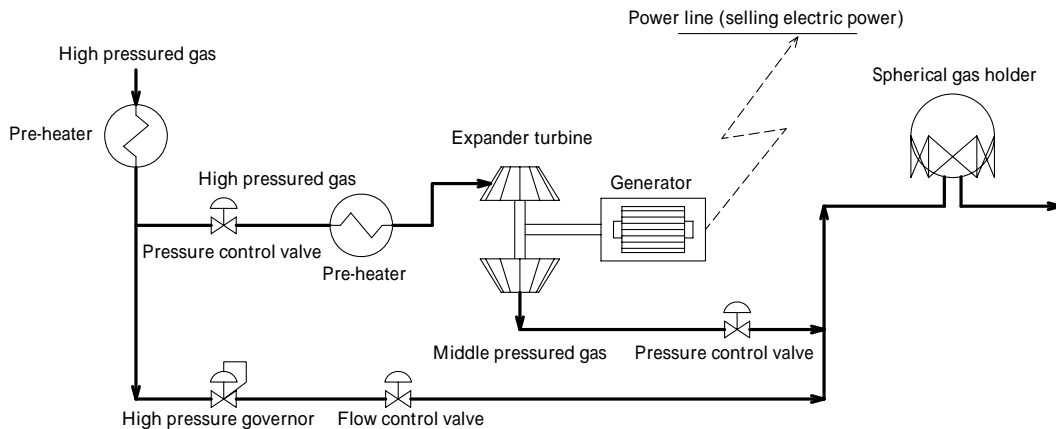 Power line (selling electric power)
High pressured gas
Spherical gas holder
Pre-heater
Expander turbine
High pressured gas
Generator
Pressure control valve
Pre-heater
Middle pressured gas
Pressure control valve
High pressure governor
Flow control valve